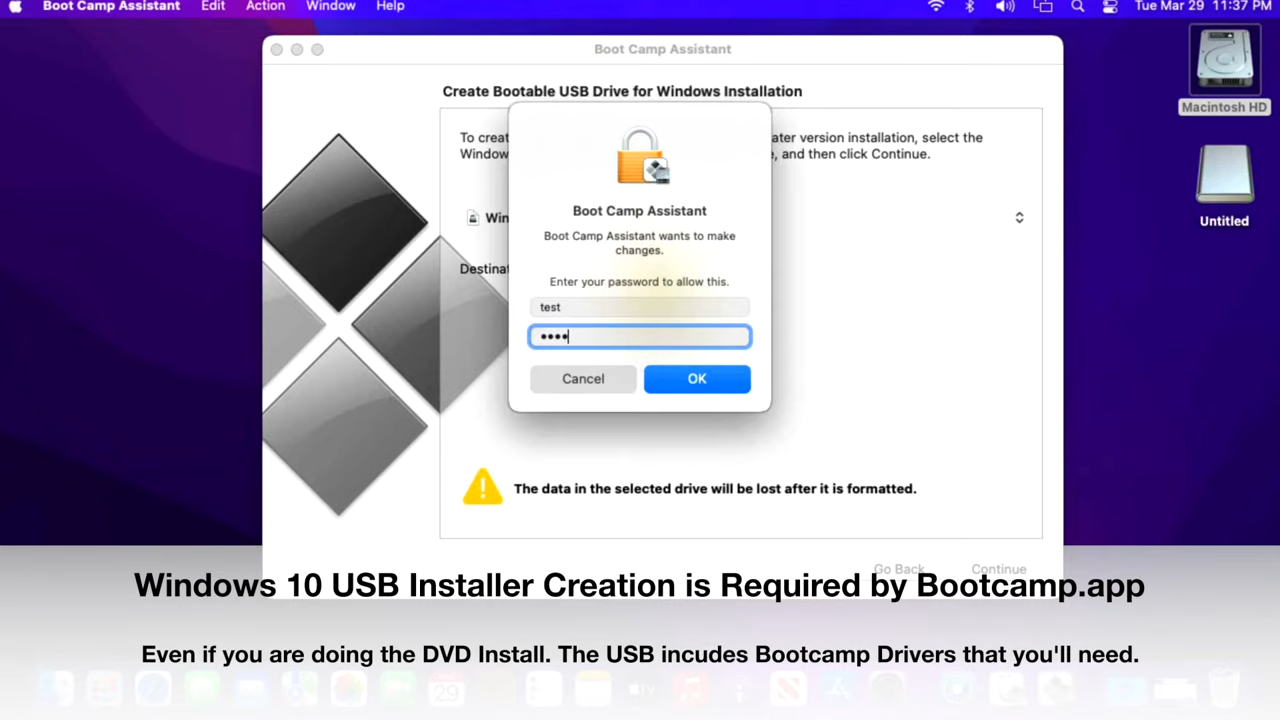 Boot Camp Assistant Edit Action Window Help Tue Mar 29 11:37 PM
Boot Camp Assistant
Create Bootable USB Drive for Windows Installation
To creat ater version installation, select the
Window , and then click Continue.
Macintosh HD
Boot Camp Assistant
Win
Untitled
Boot Camp Assistant wants to make
changes.
Destinat
Enter your password to allow this.
test
••••
Cancel OK
The data in the selected drive will be lost after it is formatted.
Go Back Continue
Windows 10 USB Installer Creation is Required by Bootcamp.app
Even if you are doing the DVD Install. The USB incudes Bootcamp Drivers that you'll need.
29
tv